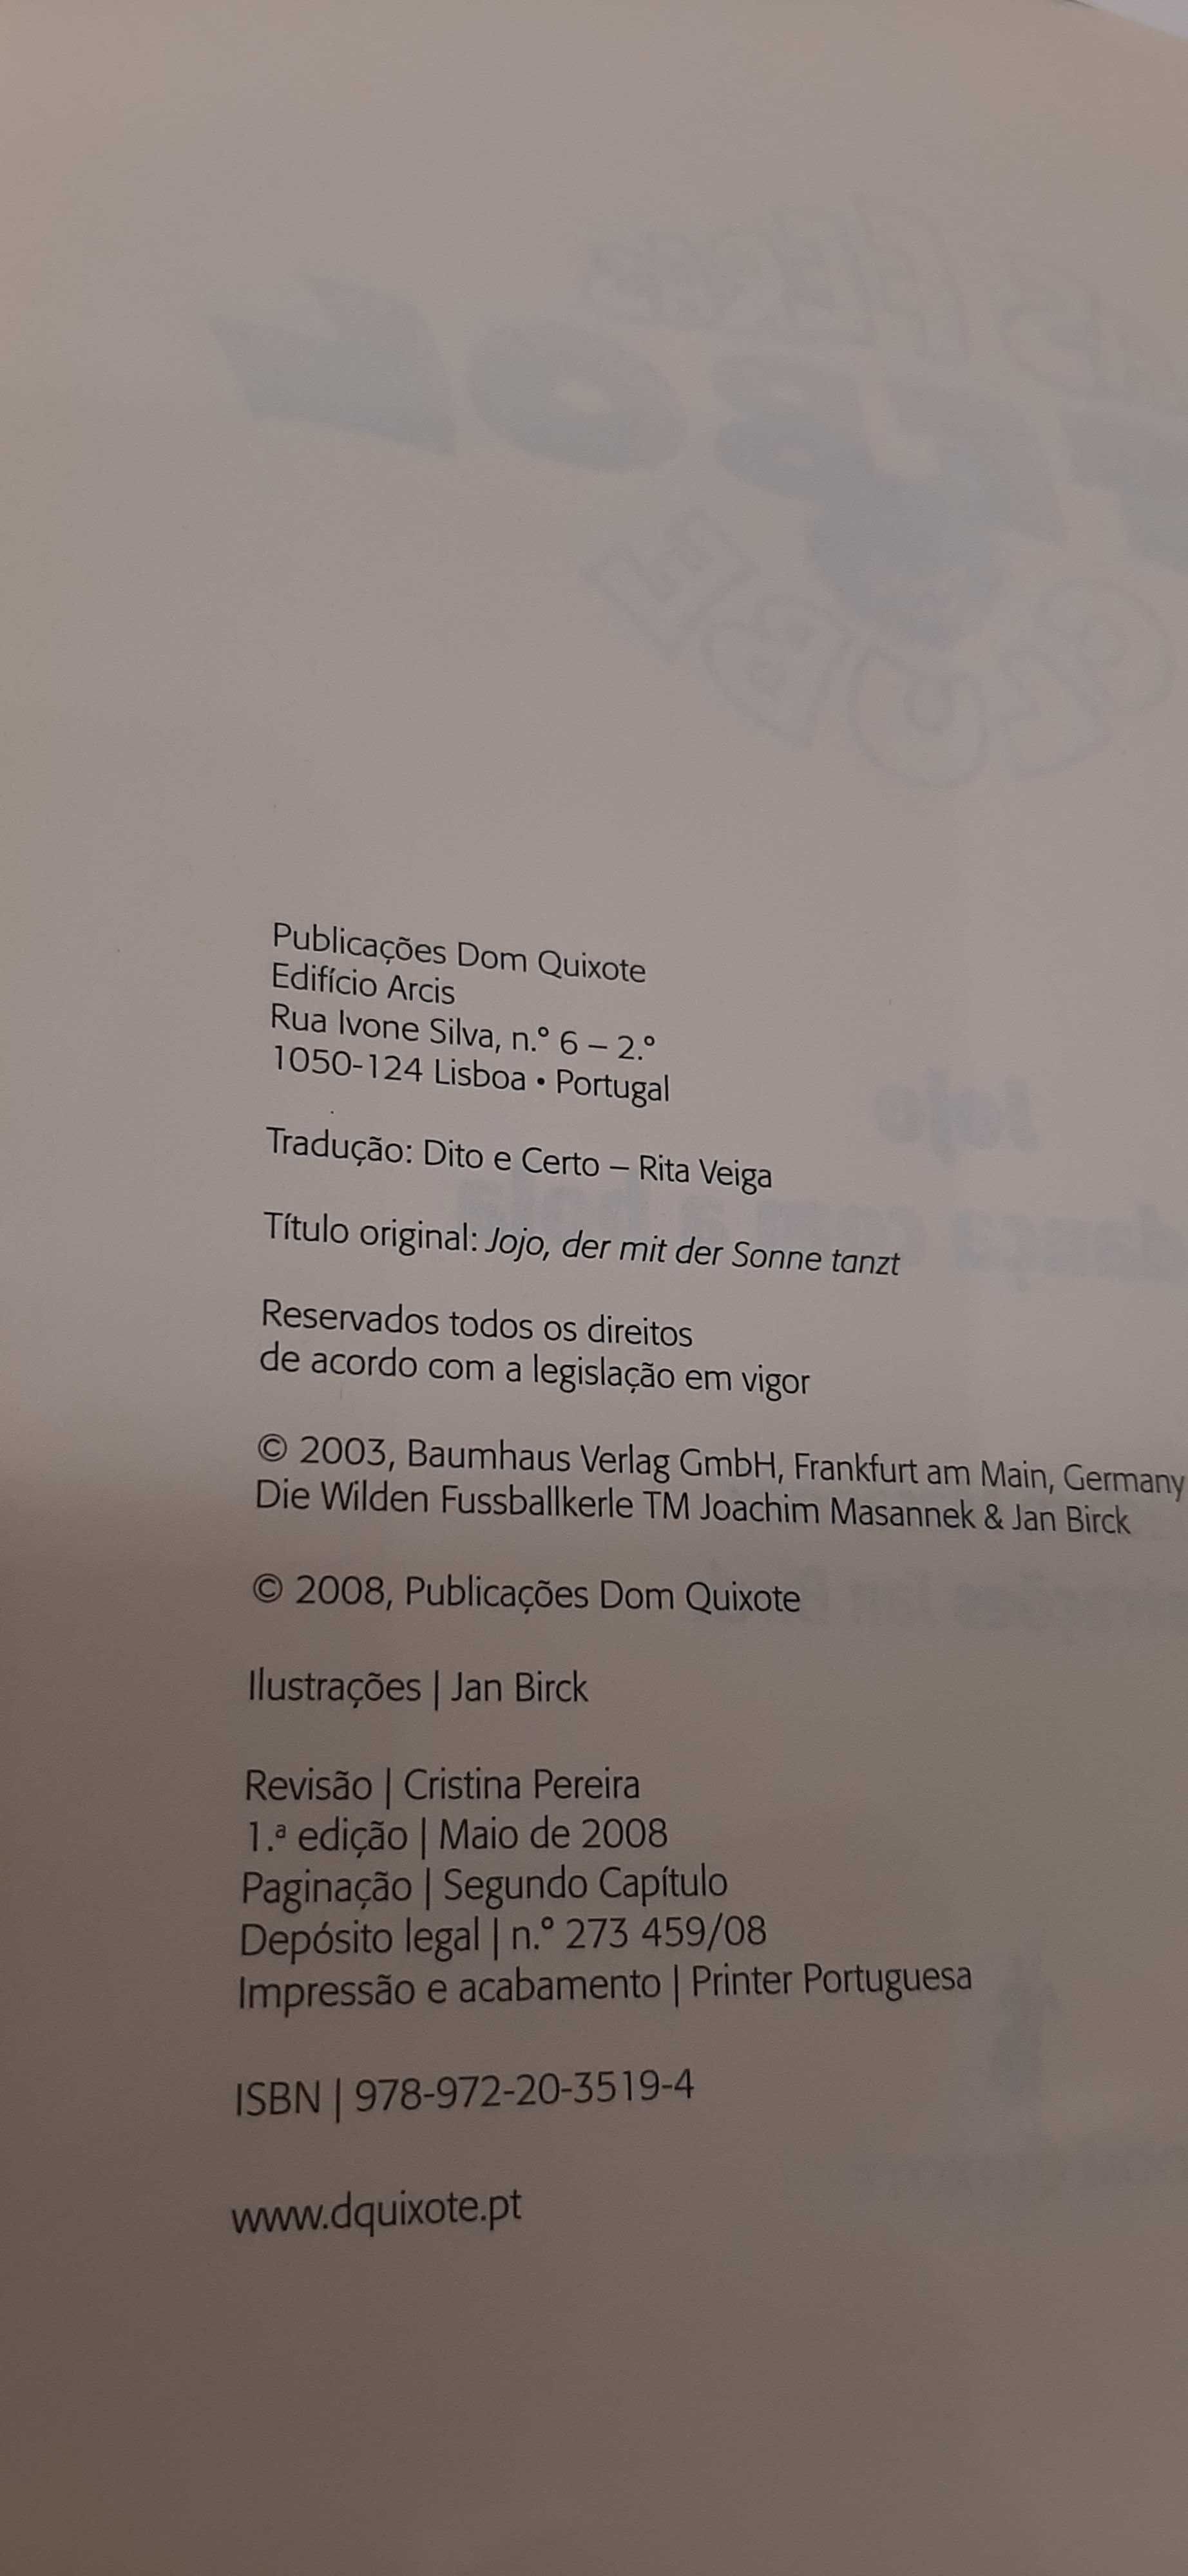 Publicações Dom Quixote
Edifício Arcis
Rua Ivone Silva, n.º 6 – 2.º
1050-124 Lisboa • Portugal
Tradução: Dito e Certo – Rita Veiga
Título original: Jojo, der mit der Sonne tanzt
Reservados todos os direitos
de acordo com a legislação em vigor
© 2003, Baumhaus Verlag GmbH, Frankfurt am Main, Germany
Die Wilden Fussballkerle TM Joachim Masannek & Jan Birck
© 2008, Publicações Dom Quixote
Ilustrações | Jan Birck
Revisão | Cristina Pereira
1.ª edição | Maio de 2008
Paginação | Segundo Capítulo
Depósito legal | n.º 273 459/08
Impressão e acabamento | Printer Portuguesa
ISBN | 978-972-20-3519-4
www.dquixote.pt